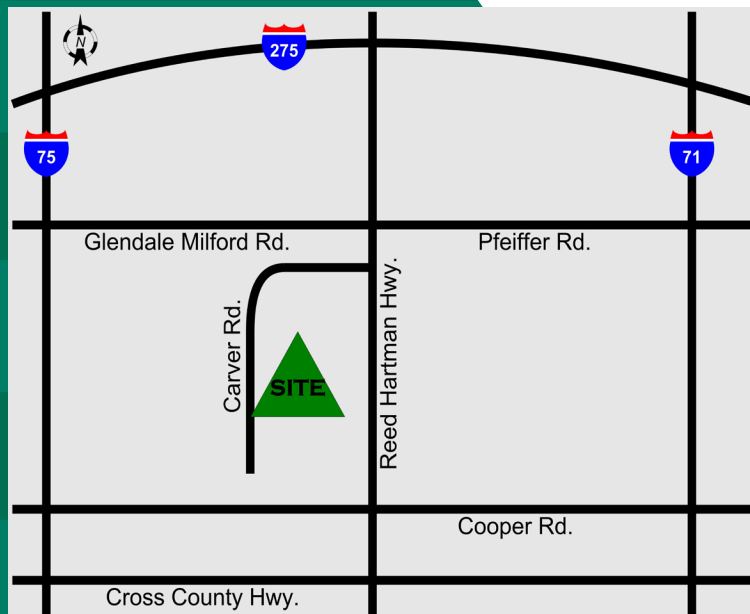 N
275
75
71
Glendale Milford Rd.
Pfeiffer Rd.
Carver Rd.
Reed Hartman Hwy.
SITE
Cooper Rd.
Cross County Hwy.